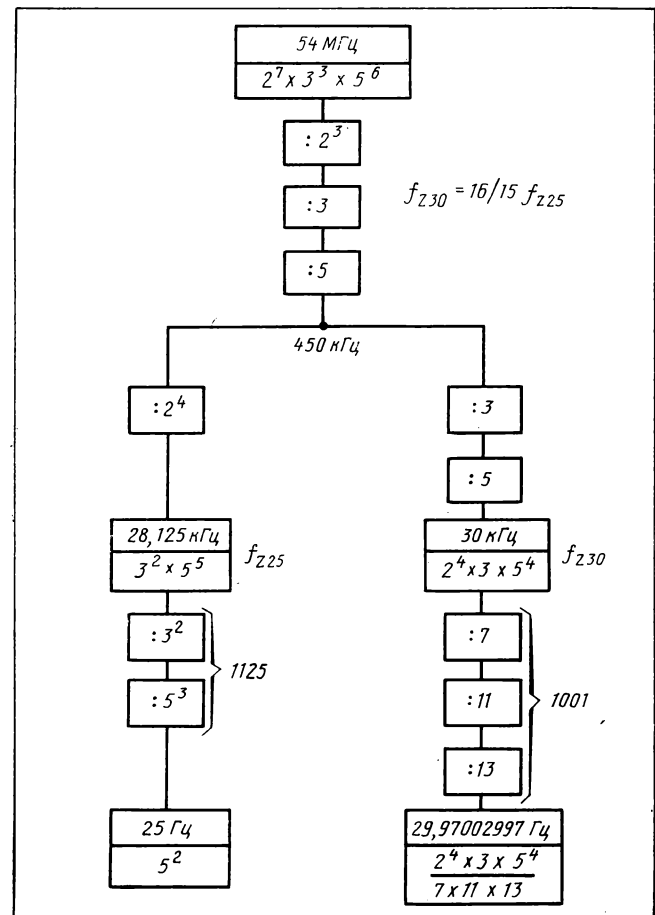 54 МГц
2⁷ x 3³ x 5⁶
:2³
:3
f_Z30 = 16/15 f_Z25
:5
450 кГц
:2⁴
:3
:5
28,125 кГц
3² x 5⁵
f_Z25
30 кГц
2⁴ x 3 x 5⁴
f_Z30
:3²
:5³
1125
:7
:11
:13
1001
25 Гц
5²
29,97002997 Гц
2⁴ x 3 x 5⁴
7 x 11 x 13